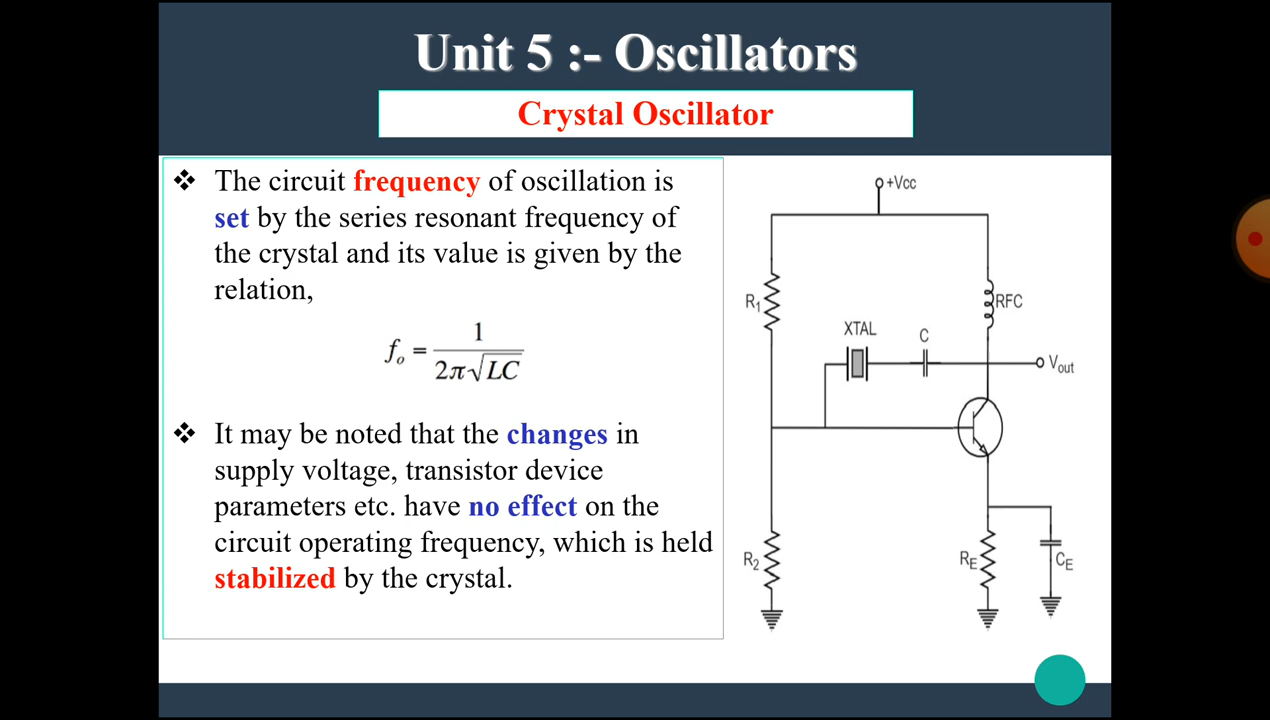 Unit 5 :- Oscillators
Crystal Oscillator
❖ The circuit frequency of oscillation is
set by the series resonant frequency of
the crystal and its value is given by the
relation,
f₀ = 1 / 2π√LC
❖ It may be noted that the changes in
supply voltage, transistor device
parameters etc. have no effect on the
circuit operating frequency, which is held
stabilized by the crystal.
+Vcc
R1
RFC
XTAL
C
Vout
R2
RE
CE